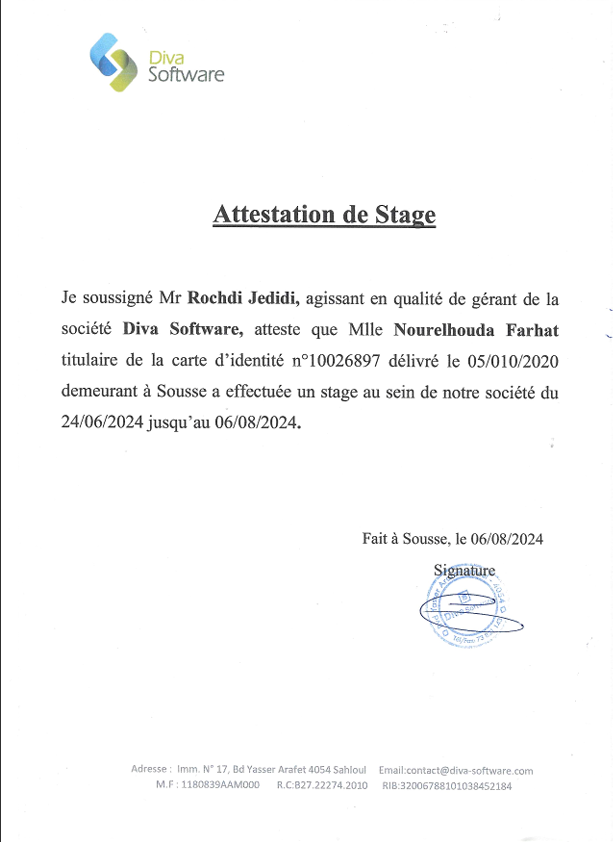 Diva
Software
Attestation de Stage
Je soussigné Mr Rochdi Jedidi, agissant en qualité de gérant de la
société Diva Software, atteste que Mlle Nourelhouda Farhat
titulaire de la carte d'identité n°10026897 délivré le 05/010/2020
demeurant à Sousse a effectuée un stage au sein de notre société du
24/06/2024 jusqu'au 06/08/2024.
Fait à Sousse, le 06/08/2024
Signature
Diva Software
Adresse : Imm. N° 17, Bd Yasser Arafet 4054 Sahloul Email:contact@diva-software.com
M.F : 1180839AAM000 R.C:B27.22274.2010 RIB:32006788101038452184